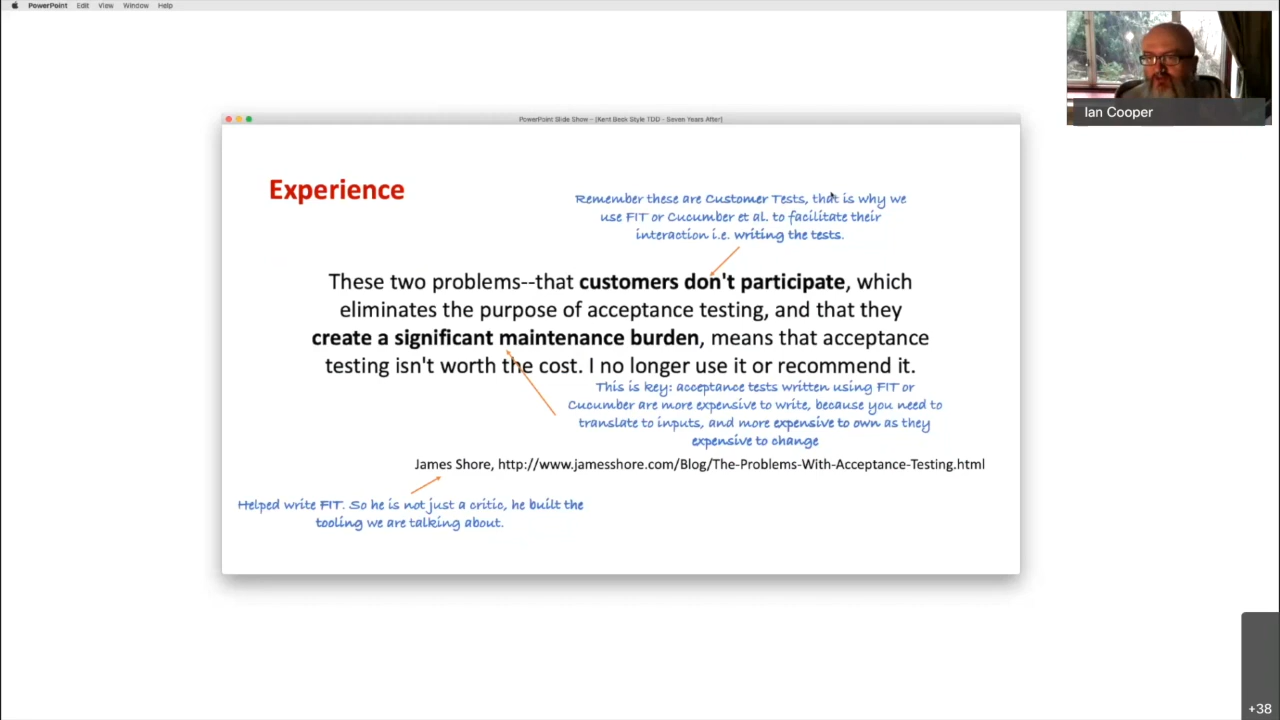 PowerPoint Edit View Window Help
Ian Cooper
PowerPoint Slide Show - [Kent Beck Style TDD - Seven Years After]
Experience
Remember these are Customer Tests, that is why we
use FIT or Cucumber et al. to facilitate their
interaction i.e. writing the tests.
These two problems--that customers don't participate, which
eliminates the purpose of acceptance testing, and that they
create a significant maintenance burden, means that acceptance
testing isn't worth the cost. I no longer use it or recommend it.
This is key: acceptance tests written using FIT or
Cucumber are more expensive to write, because you need to
translate to inputs, and more expensive to own as they
expensive to change
James Shore, http://www.jamesshore.com/Blog/The-Problems-With-Acceptance-Testing.html
Helped write FIT. So he is not just a critic, he built the
tooling we are talking about.
+38